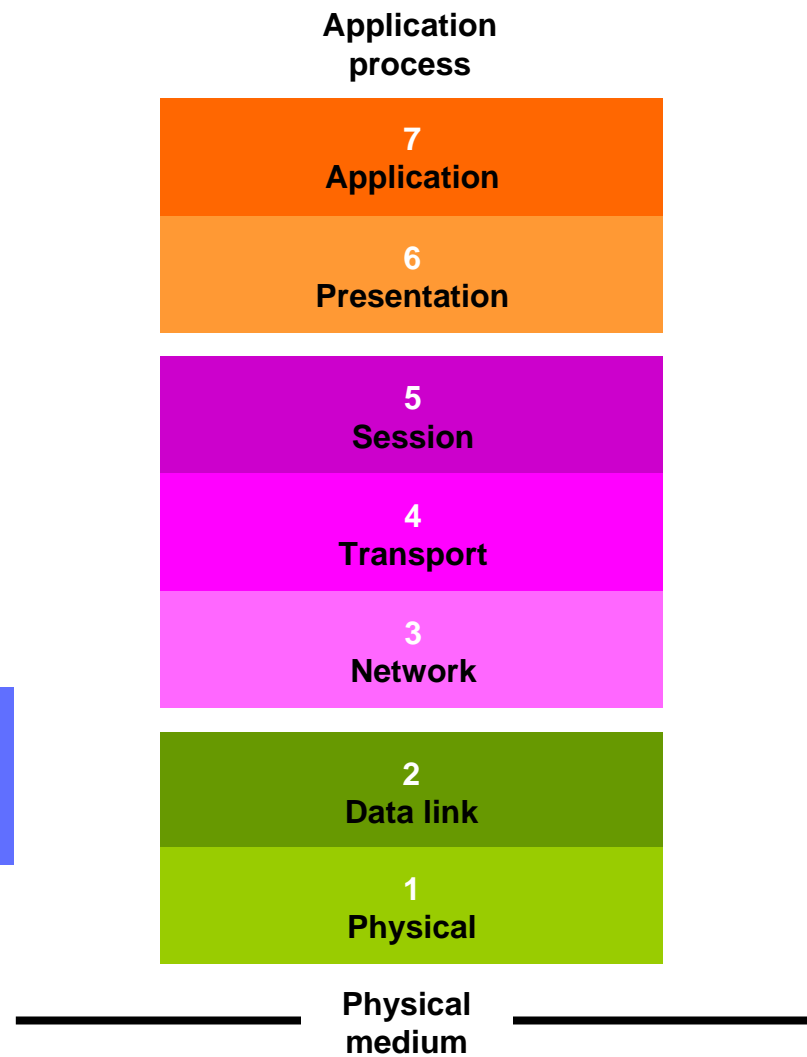 Application
process
7
Application
6
Presentation
5
Session
4
Transport
3
Network
2
Data link
1
Physical
Physical
medium